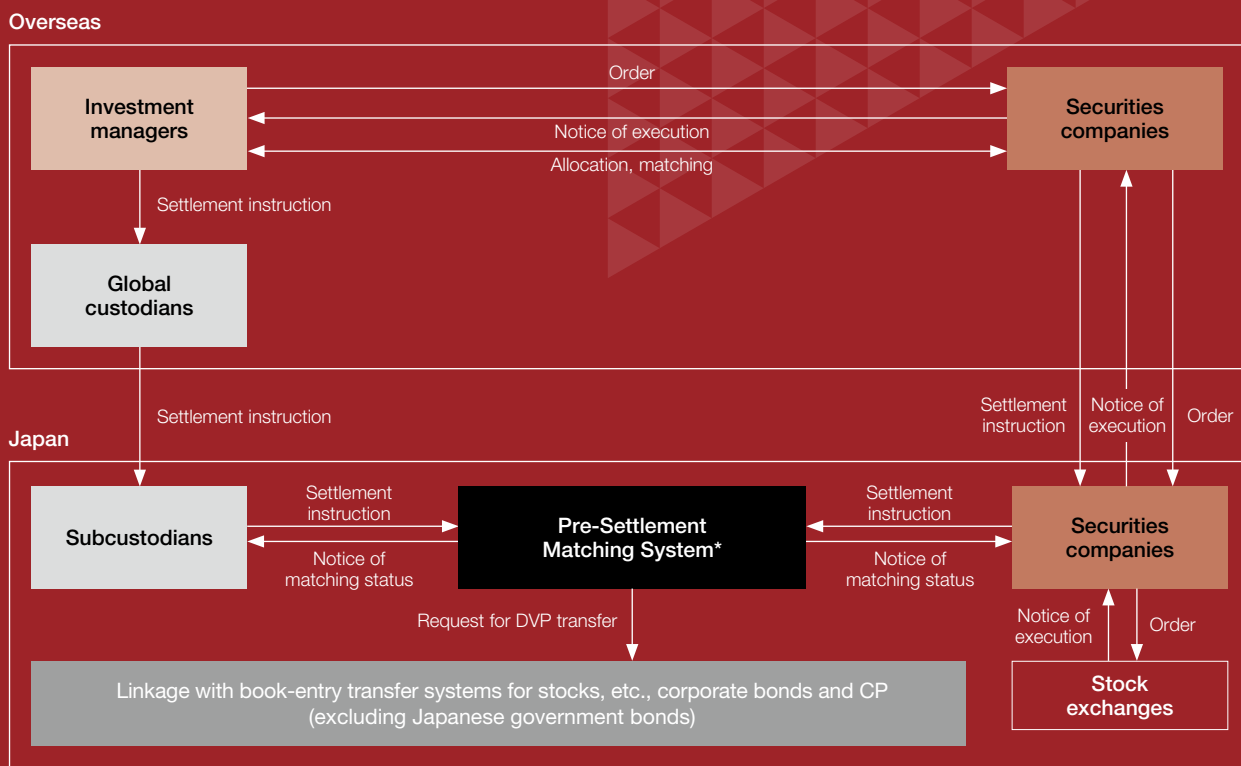 Overseas
Order
Investment
managers
Securities
companies
Notice of execution
Allocation, matching
Settlement instruction
Global
custodians
Settlement instruction
Settlement
instruction
Notice of
execution
Order
Japan
Subcustodians
Settlement
instruction
Notice of
matching status
Pre-Settlement
Matching System*
Settlement
instruction
Notice of
matching status
Securities
companies
Request for DVP transfer
Notice of
execution
Order
Linkage with book-entry transfer systems for stocks, etc., corporate bonds and CP
(excluding Japanese government bonds)
Stock
exchanges